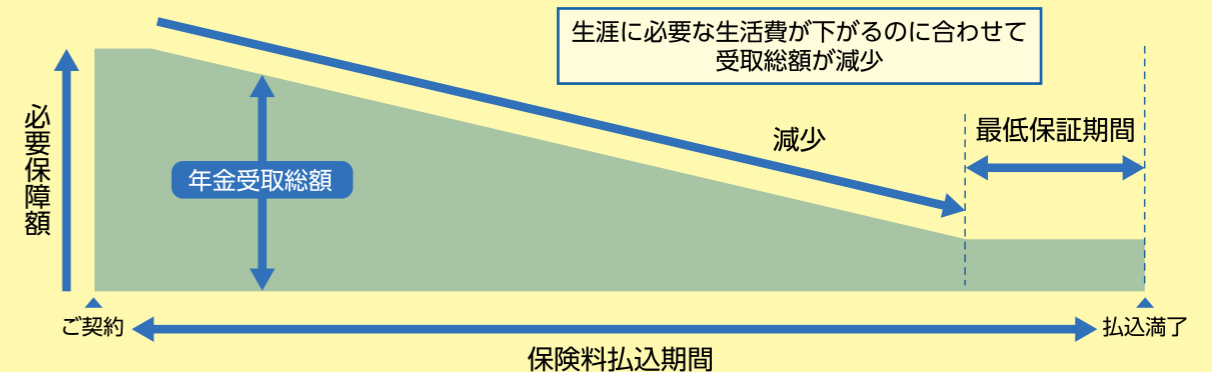 生涯に必要な生活費が下がるのに合わせて
受取総額が減少
必要保障額
減少
最低保証期間
年金受取総額
ご契約
払込満了
保険料払込期間